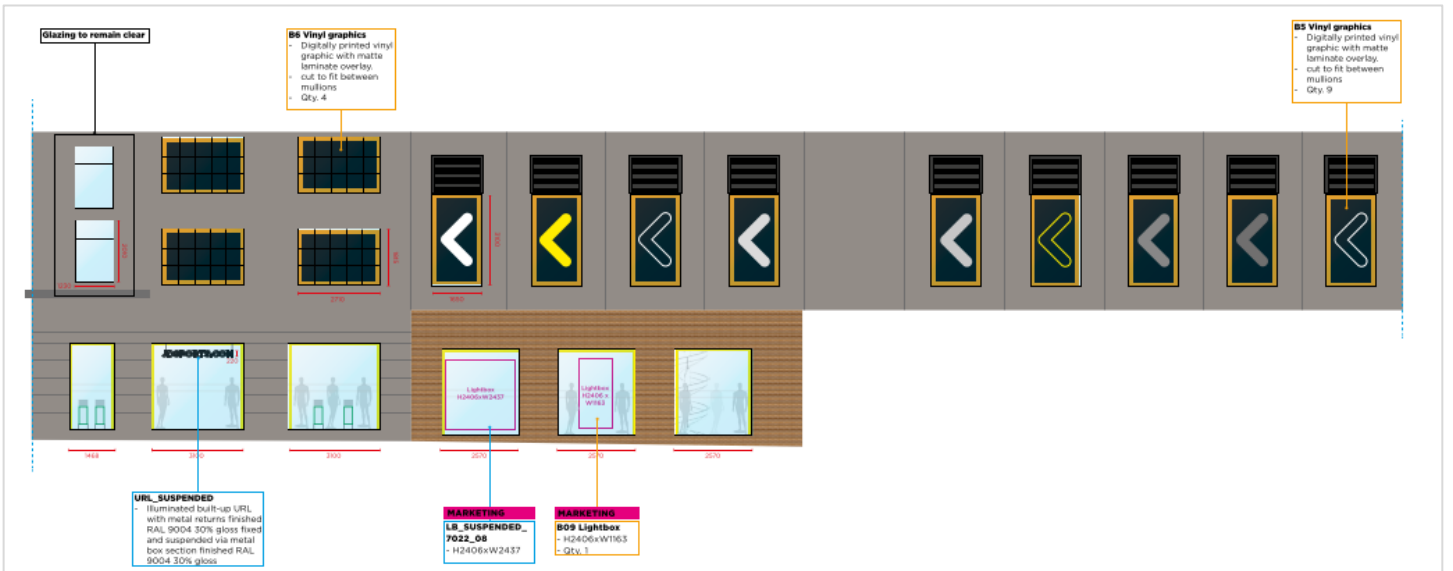 Glazing to remain clear
B6 Vinyl graphics
- Digitally printed vinyl
graphic with matte
laminate overlay.
- cut to fit between
mullions
- Qty. 4
B5 Vinyl graphics
- Digitally printed vinyl
graphic with matte
laminate overlay.
- cut to fit between
mullions
- Qty. 9
2710
1650
JDSPORTS.COM
Lightbox
H2406xW2437
Lightbox
H2406 x
W1163
1468
3100
3100
2570
2570
2570
URL_SUSPENDED
- Illuminated built-up URL
with metal returns finished
RAL 9004 30% gloss fixed
and suspended via metal
box section finished RAL
9004 30% gloss
MARKETING
LB_SUSPENDED_
7022_08
- H2406xW2437
MARKETING
B09 Lightbox
- H2406xW1163
- Qty. 1